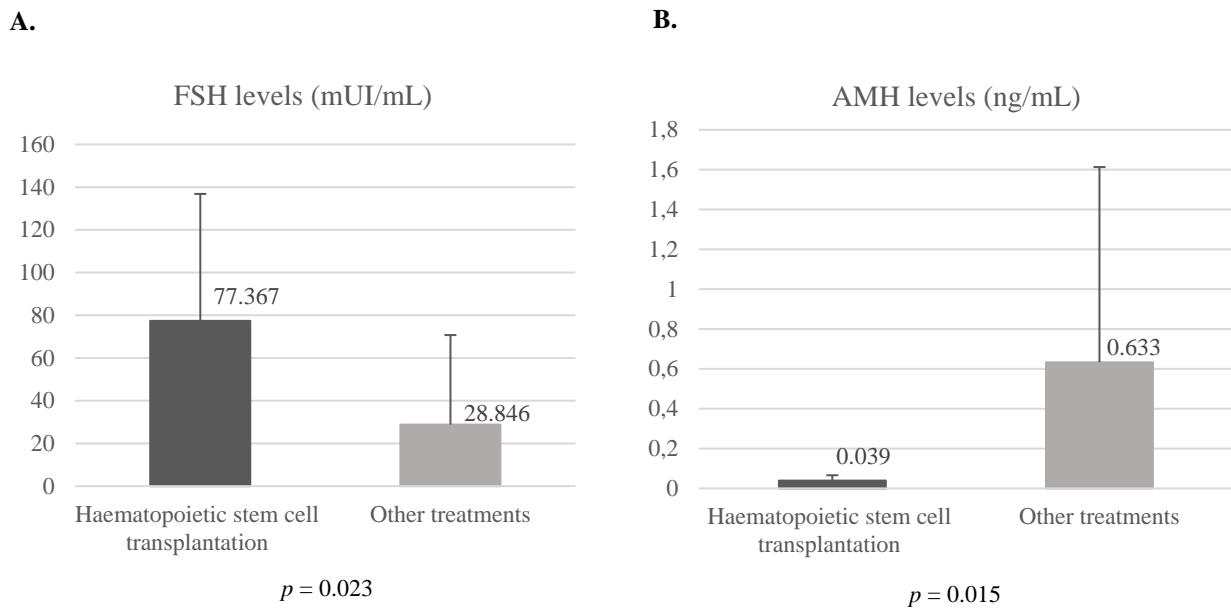 A.
FSH levels (mUI/mL)
160
140
120
100
80
60
40
20
0
77.367
28.846
Haematopoietic stem cell
transplantation
Other treatments
p = 0.023
B.
AMH levels (ng/mL)
1,8
1,6
1,4
1,2
1
0,8
0,6
0,4
0,2
0
0.039
0.633
Haematopoietic stem cell
transplantation
Other treatments
p = 0.015